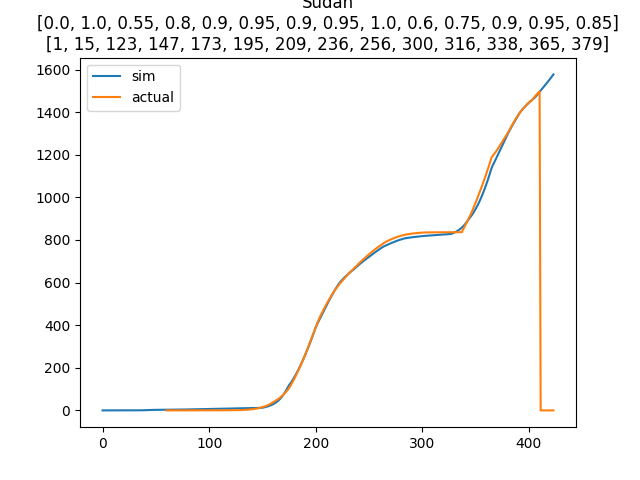 Sudan
[0.0, 1.0, 0.55, 0.8, 0.9, 0.95, 0.9, 0.95, 1.0, 0.6, 0.75, 0.9, 0.95, 0.85]
[1, 15, 123, 147, 173, 195, 209, 236, 256, 300, 316, 338, 365, 379]
sim
actual
1600
1400
1200
1000
800
600
400
200
0
0 100 200 300 400